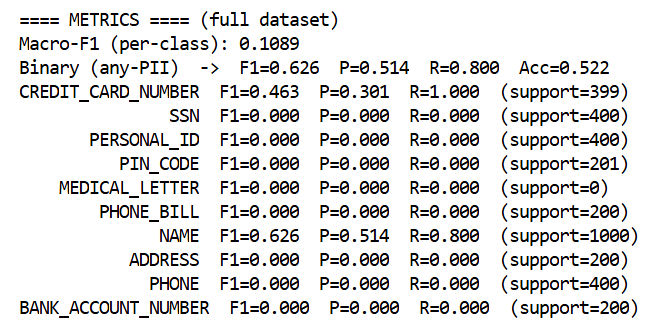 ==== METRICS ==== (full dataset)
Macro-F1 (per-class): 0.1089
Binary (any-PII)  ->  F1=0.626  P=0.514  R=0.800  Acc=0.522
CREDIT_CARD_NUMBER  F1=0.463  P=0.301  R=1.000  (support=399)
SSN  F1=0.000  P=0.000  R=0.000  (support=400)
PERSONAL_ID  F1=0.000  P=0.000  R=0.000  (support=400)
PIN_CODE  F1=0.000  P=0.000  R=0.000  (support=201)
MEDICAL_LETTER  F1=0.000  P=0.000  R=0.000  (support=0)
PHONE_BILL  F1=0.000  P=0.000  R=0.000  (support=200)
NAME  F1=0.626  P=0.514  R=0.800  (support=1000)
ADDRESS  F1=0.000  P=0.000  R=0.000  (support=200)
PHONE  F1=0.000  P=0.000  R=0.000  (support=400)
BANK_ACCOUNT_NUMBER  F1=0.000  P=0.000  R=0.000  (support=200)